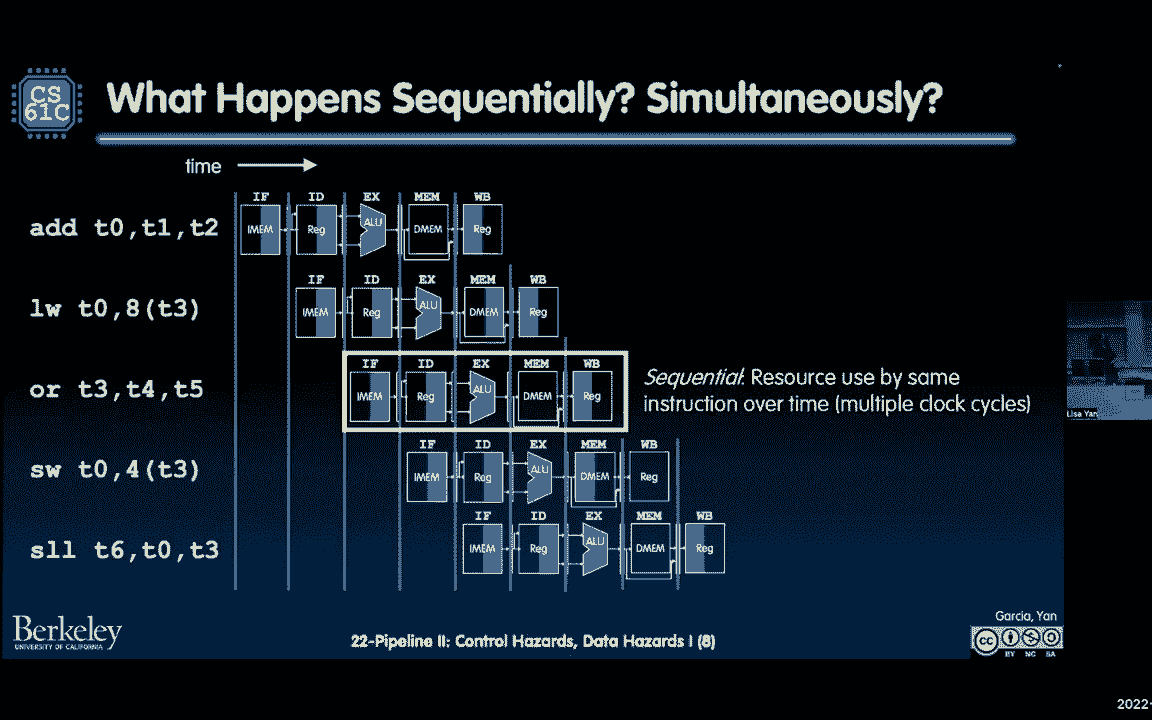 CS
61C
What Happens Sequentially? Simultaneously?
time
IF ID EX MEM WB
add t0,t1,t2
IMEM Reg ALU DMEM Reg
IF ID EX MEM WB
lw t0,8(t3)
IMEM Reg ALU DMEM Reg
IF ID EX MEM WB
or t3,t4,t5
IMEM Reg ALU DMEM Reg
Sequential: Resource use by same
instruction over time (multiple clock cycles)
Lisa Yan
IF ID EX MEM WB
sw t0,4(t3)
IMEM Reg ALU DMEM Reg
IF ID EX MEM WB
sll t6,t0,t3
IMEM Reg ALU DMEM Reg
Berkeley
UNIVERSITY OF CALIFORNIA
22-Pipeline II: Control Hazards, Data Hazards I (8)
Garcia, Yan
cc
BY NC SA
2022-